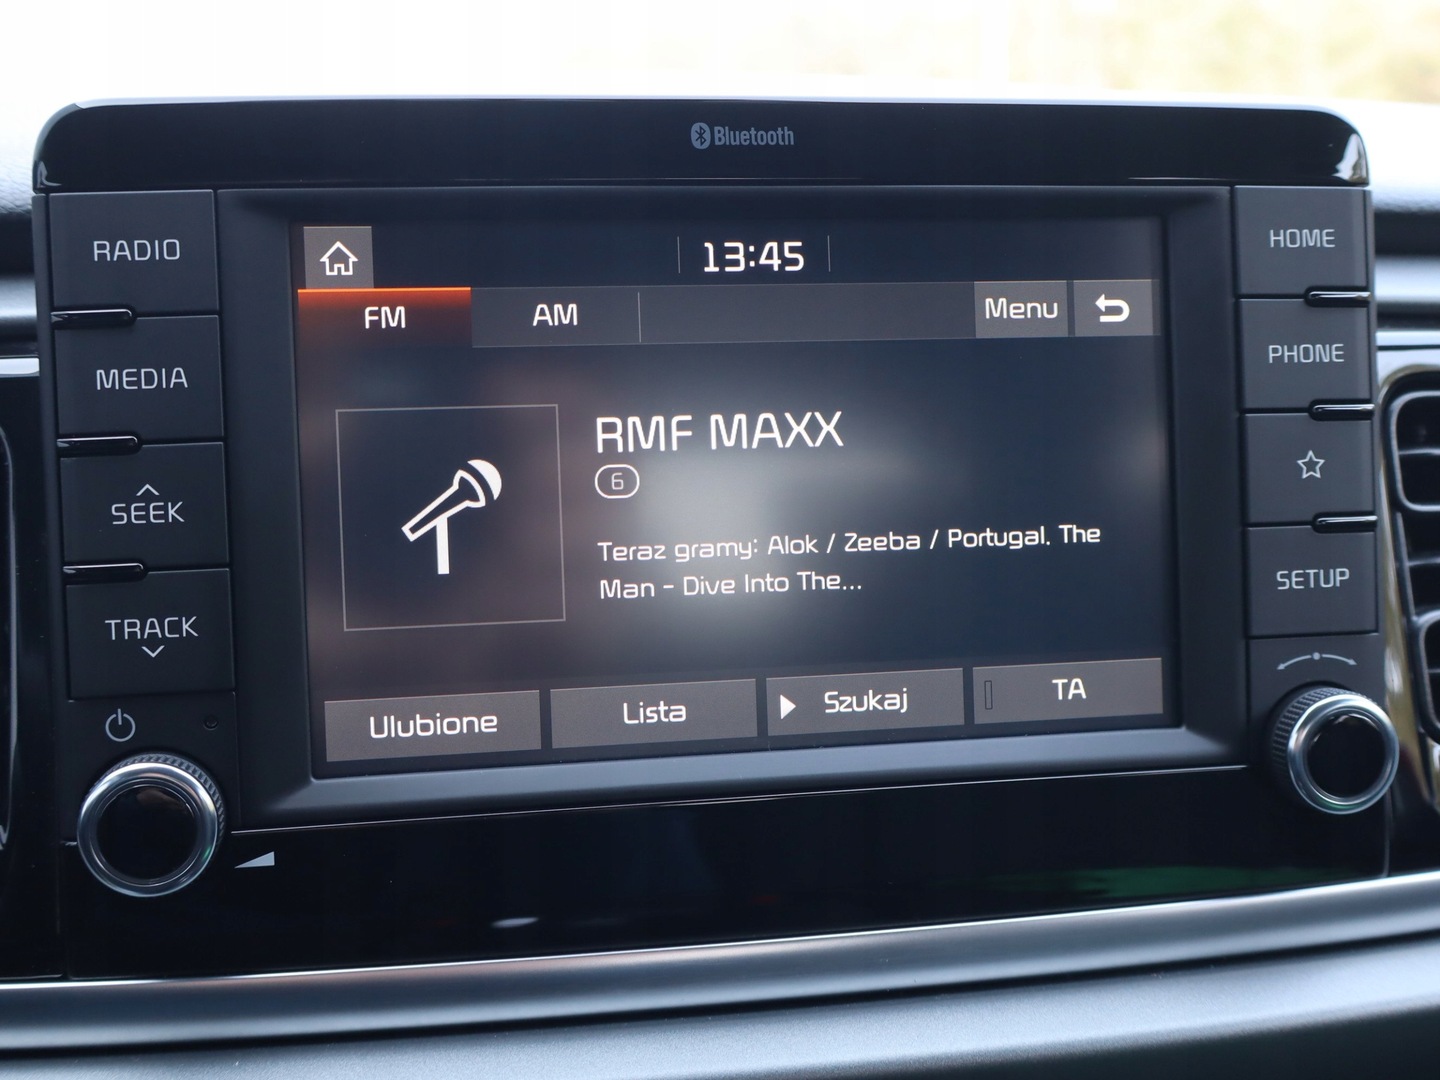 Bluetooth
RADIO
MEDIA
SEEK
TRACK
13:45
FM
AM
Menu
RMF MAXX
6
Teraz gramy: Alok / Zeeba / Portugal. The
Man - Dive Into The...
Ulubione
Lista
Szukaj
TA
HOME
PHONE
SETUP